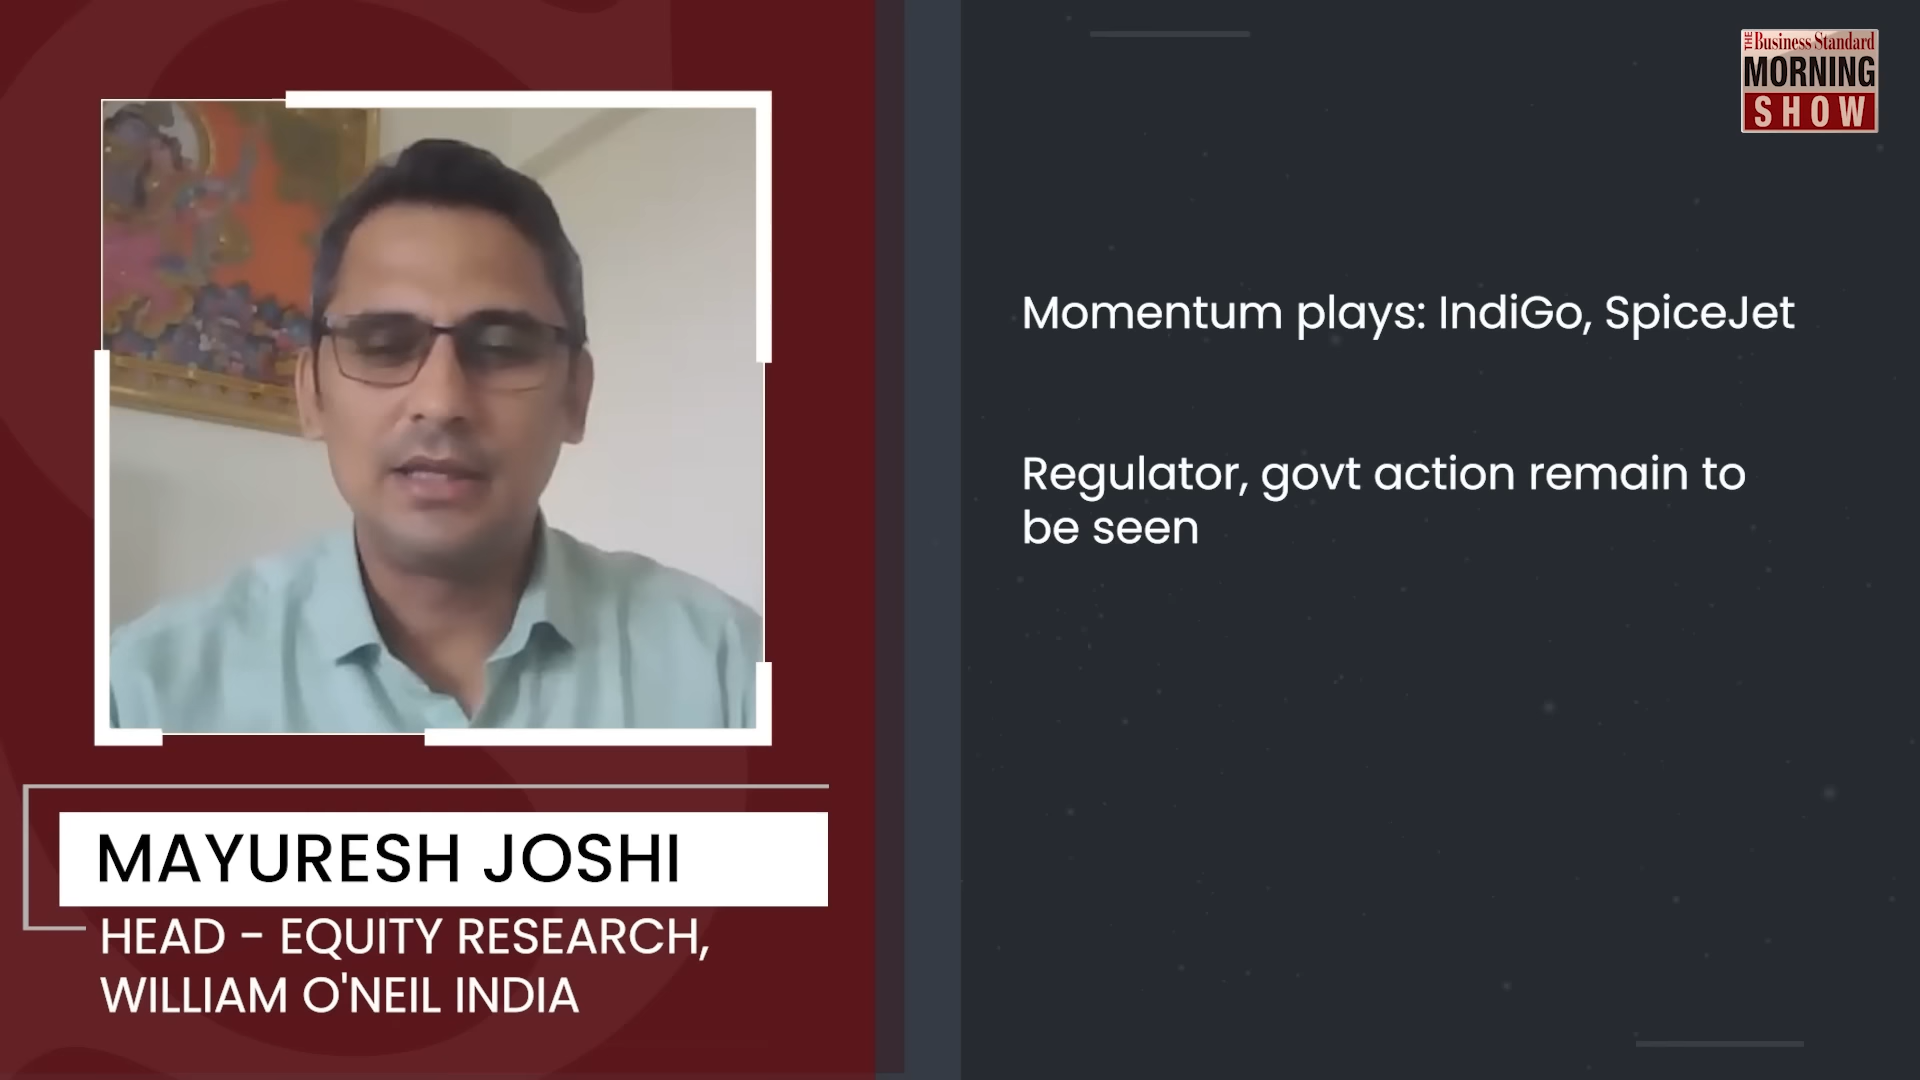 THE Business Standard
MORNING
SHOW
Momentum plays: IndiGo, SpiceJet
Regulator, govt action remain to
be seen
MAYURESH JOSHI
HEAD - EQUITY RESEARCH,
WILLIAM O'NEIL INDIA